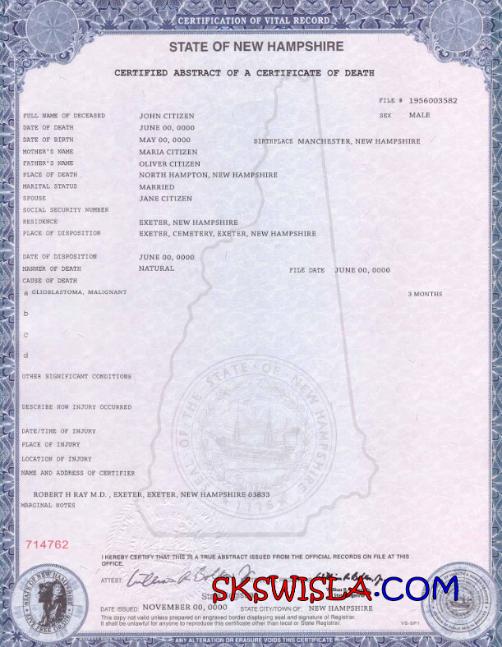 CERTIFICATION OF VITAL RECORD
STATE OF NEW HAMPSHIRE
CERTIFIED ABSTRACT OF A CERTIFICATE OF DEATH
FILE # 1956003582
FULL NAME OF DECEASED JOHN CITIZEN SEX MALE
DATE OF DEATH JUNE 00, 0000
DATE OF BIRTH MAY 00, 0000 BIRTHPLACE MANCHESTER, NEW HAMPSHIRE
MOTHER'S NAME MARIA CITIZEN
FATHER'S NAME OLIVER CITIZEN
PLACE OF DEATH NORTH HAMPTON, NEW HAMPSHIRE
MARITAL STATUS MARRIED
SPOUSE JANE CITIZEN
SOCIAL SECURITY NUMBER
RESIDENCE EXETER, NEW HAMPSHIRE
PLACE OF DISPOSITION EXETER, CEMETERY, EXETER, NEW HAMPSHIRE
DATE OF DISPOSITION JUNE 00, 0000
MANNER OF DEATH NATURAL FILE DATE JUNE 00, 0000
CAUSE OF DEATH
a GLIOBLASTOMA, MALIGNANT 3 MONTHS
b
c
d
OTHER SIGNIFICANT CONDITIONS
DESCRIBE HOW INJURY OCCURRED
DATE/TIME OF INJURY
PLACE OF INJURY
LOCATION OF INJURY
NAME AND ADDRESS OF CERTIFIER
ROBERT H RAY M.D. , EXETER, EXETER, NEW HAMPSHIRE 03833
MARGINAL NOTES
714762
I HEREBY CERTIFY THAT THIS IS A TRUE ABSTRACT ISSUED FROM THE OFFICIAL RECORDS ON FILE AT THIS
OFFICE.
ATTEST:
SKSWISLA.COM
DATE ISSUED: NOVEMBER 00, 0000 STATE CITY/TOWN OF: NEW HAMPSHIRE
This copy not valid unless prepared on engraved border displaying seal and signature of Registrar.
It shall be unlawful for anyone to reproduce this certificate other than local or State Registrar.
VS-SP1
ANY ALTERATION OR ERASURE VOIDS THIS CERTIFICATE